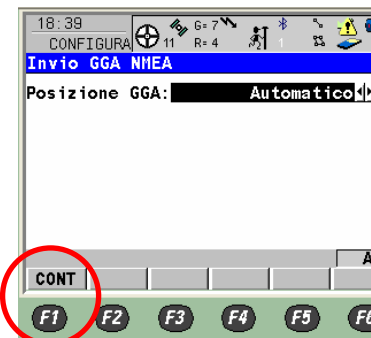 18:39
CONFIGURA
11
G= 7
R= 4
1
Invio GGA NMEA
Posizione GGA: Automatico
A
CONT
F1 F2 F3 F4 F5 F6